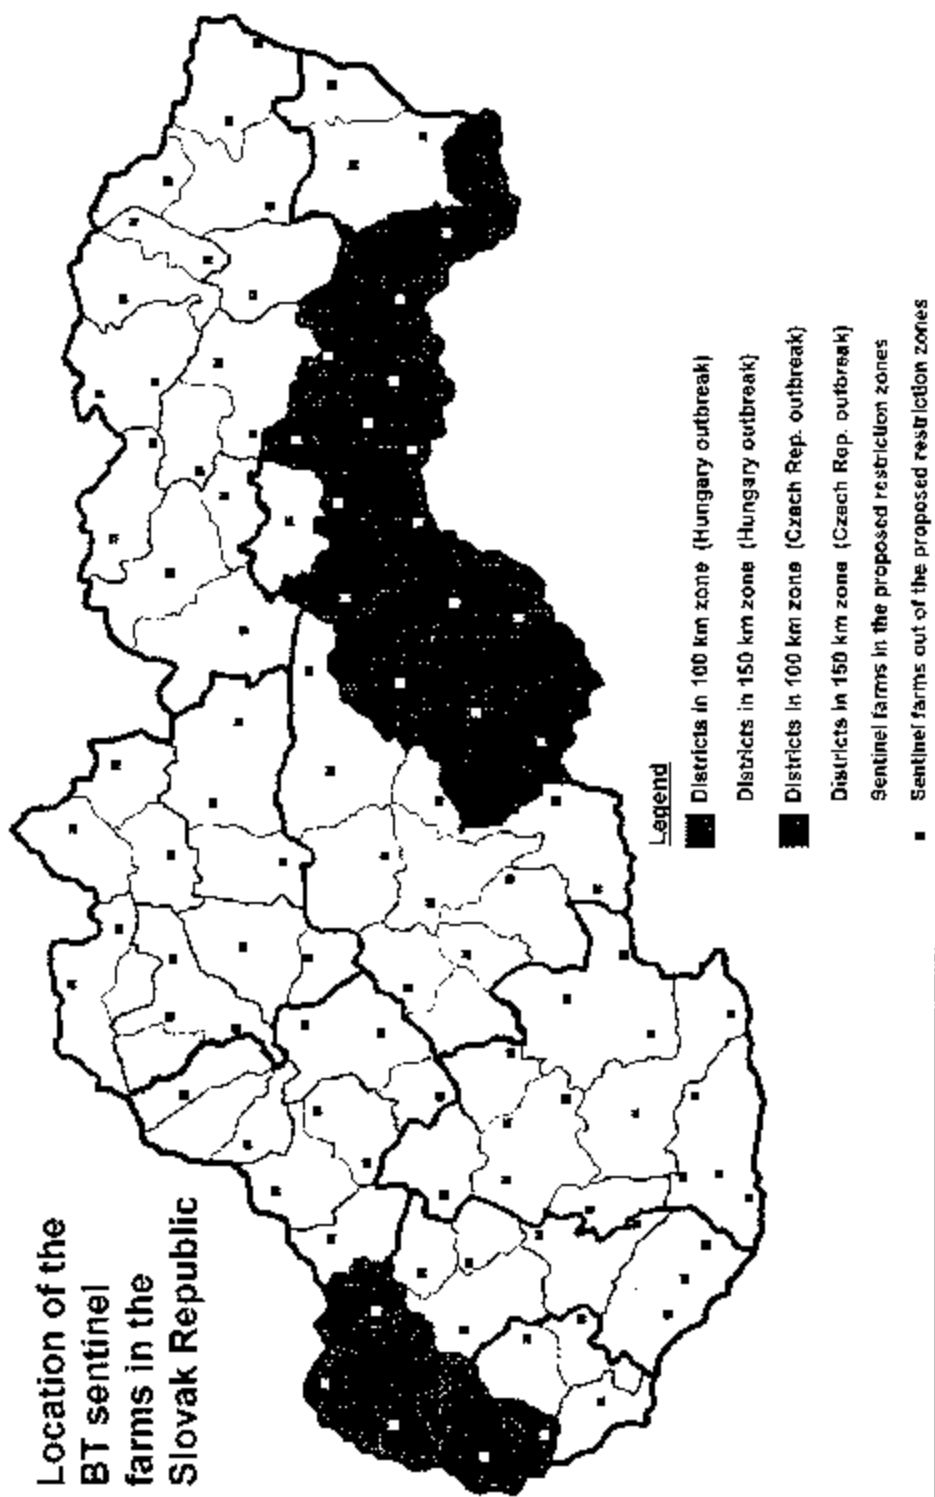 Location of the
BT sentinel
farms in the
Slovak Republic
Legend
Districts in 100 km zone (Hungary outbreak)
Districts in 150 km zone (Hungary outbreak)
Districts in 100 km zone (Czech Rep. outbreak)
Districts in 150 km zone (Czech Rep. outbreak)
Sentinel farms in the proposed restriction zones
Sentinel farms out of the proposed restriction zones